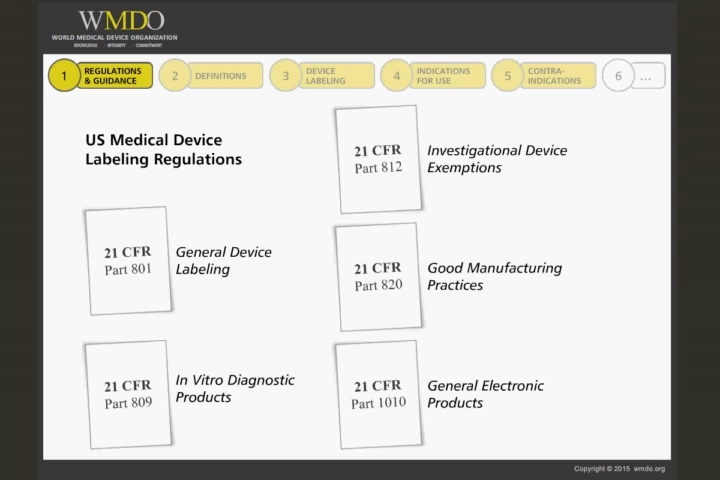 WMDO
WORLD MEDICAL DEVICE ORGANIZATION
KNOWLEDGE · INTEGRITY · COMMITMENT
1
REGULATIONS
& GUIDANCE
2
DEFINITIONS
3
DEVICE
LABELING
4
INDICATIONS
FOR USE
5
CONTRA-
INDICATIONS
6
...
US Medical Device
Labeling Regulations
21 CFR
Part 801
General Device
Labeling
21 CFR
Part 809
In Vitro Diagnostic
Products
21 CFR
Part 812
Investigational Device
Exemptions
21 CFR
Part 820
Good Manufacturing
Practices
21 CFR
Part 1010
General Electronic
Products
Copyright © 2015 wmdo.org